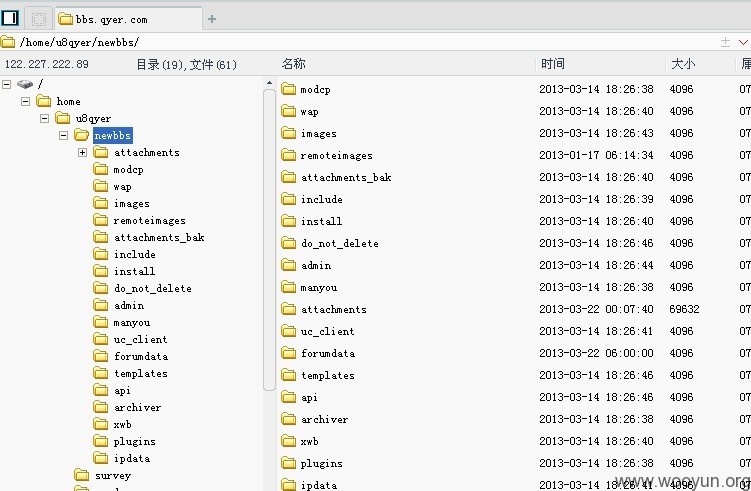 bbs.qyer.com
/home/u8qyer/newbbs/
122.227.222.89 目录(19),文件(61) 名称 时间 大小
/
home
u8qyer
newbbs
attachments
modcp
wap
images
remoteimages
attachments_bak
include
install
do_not_delete
admin
manyou
uc_client
forumdata
templates
api
archiver
xwb
plugins
ipdata
survey
modcp 2013-03-14 18:26:38 4096 07
wap 2013-03-14 18:26:40 4096 07
images 2013-03-14 18:26:43 4096 07
remoteimages 2013-01-17 06:14:34 4096 07
attachments_bak 2013-03-14 18:26:40 4096 07
include 2013-03-14 18:26:39 4096 07
install 2013-03-14 18:26:40 4096 07
do_not_delete 2013-03-14 18:26:46 4096 07
admin 2013-03-14 18:26:44 4096 07
manyou 2013-03-14 18:26:38 4096 07
attachments 2013-03-22 00:07:40 69632 07
uc_client 2013-03-14 18:26:41 4096 07
forumdata 2013-03-22 06:00:00 4096 07
templates 2013-03-14 18:26:46 4096 07
api 2013-03-14 18:26:46 4096 07
archiver 2013-03-14 18:26:38 4096 07
xwb 2013-03-14 18:26:40 4096 07
plugins 2013-03-14 18:26:38 4096 07
ipdata 2013-03-14 18:26:41 4096 07
www.wooyun.org